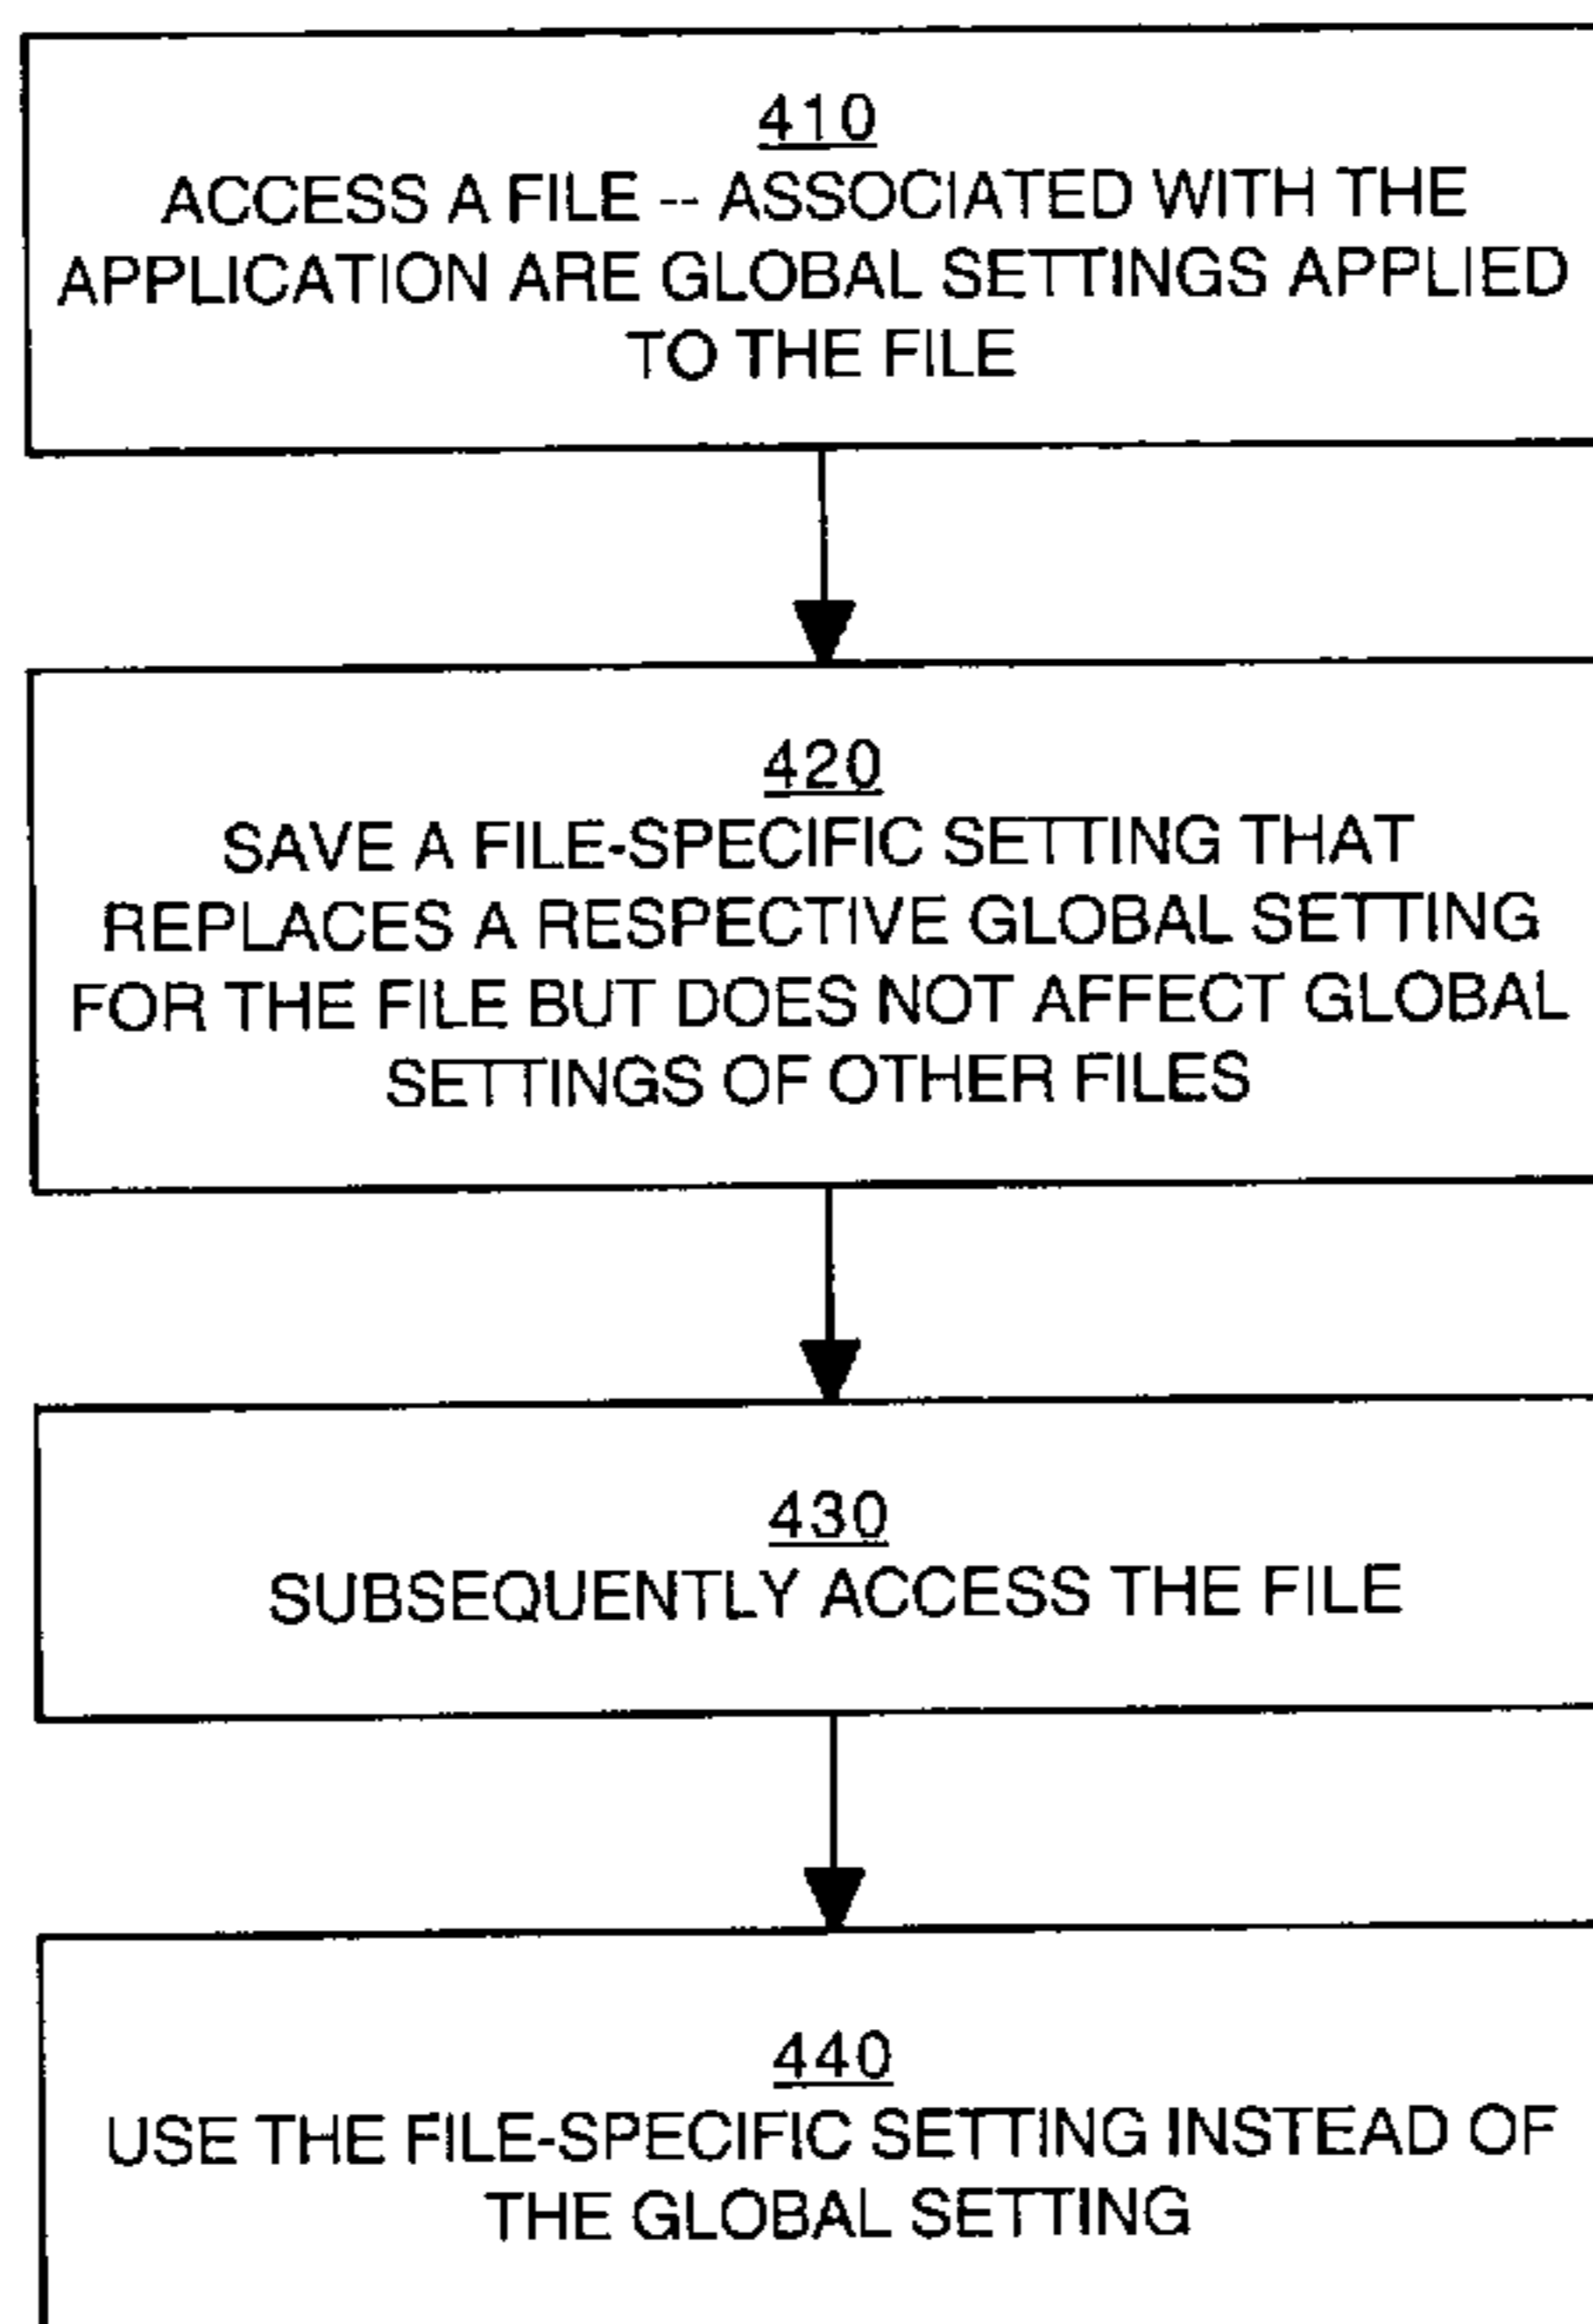 410
ACCESS A FILE -- ASSOCIATED WITH THE
APPLICATION ARE GLOBAL SETTINGS APPLIED
TO THE FILE
420
SAVE A FILE-SPECIFIC SETTING THAT
REPLACES A RESPECTIVE GLOBAL SETTING
FOR THE FILE BUT DOES NOT AFFECT GLOBAL
SETTINGS OF OTHER FILES
430
SUBSEQUENTLY ACCESS THE FILE
440
USE THE FILE-SPECIFIC SETTING INSTEAD OF
THE GLOBAL SETTING